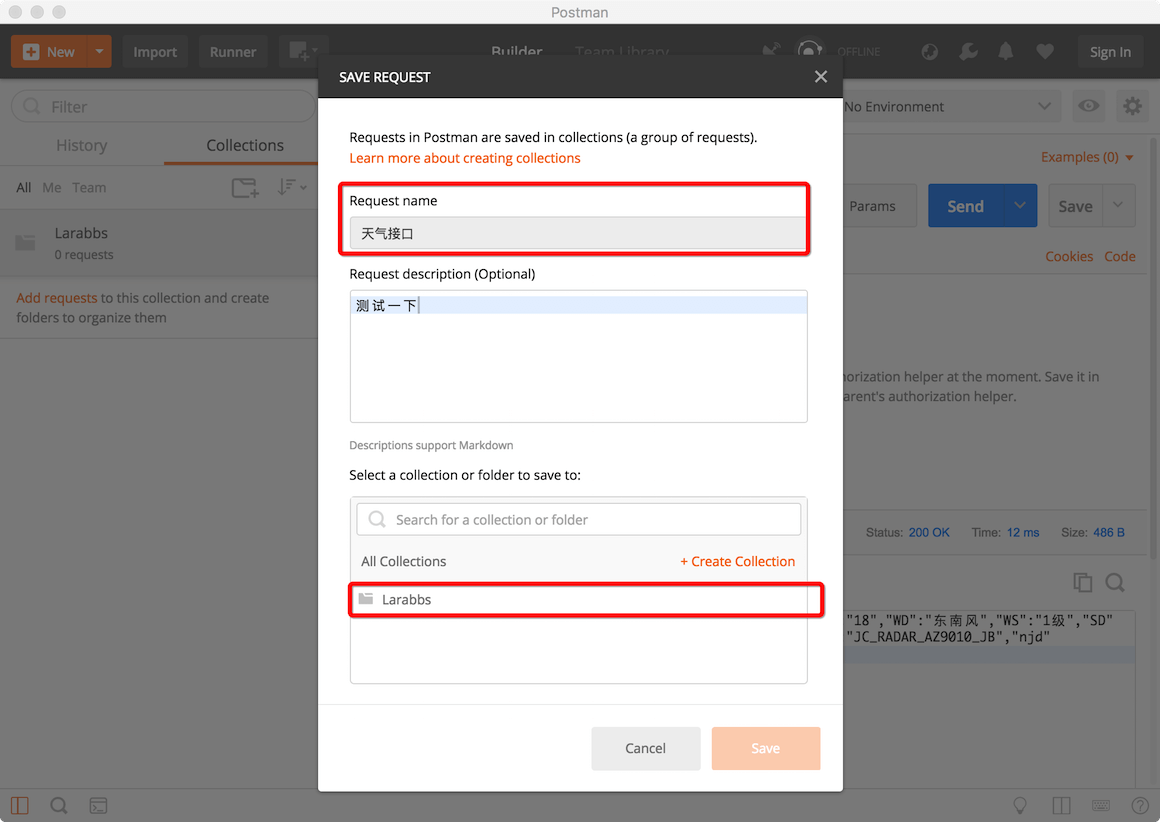 Postman
New
Import
Runner
Builder
Team Library
OFFLINE
Sign In
SAVE REQUEST
Filter
No Environment
History
Collections
Requests in Postman are saved in collections (a group of requests).
Learn more about creating collections
Examples (0)
All Me Team
Request name
天气接口
Params
Send
Save
Larabbs
0 requests
Cookies Code
Request description (Optional)
测试一下
Add requests to this collection and create
folders to organize them
horization helper at the moment. Save it in
arent's authorization helper.
Descriptions support Markdown
Select a collection or folder to save to:
Search for a collection or folder
Status: 200 OK Time: 12 ms Size: 486 B
All Collections
+ Create Collection
Larabbs
"18","WD":"东南风","WS":"1级","SD"
"JC_RADAR_AZ9010_JB","njd"
Cancel
Save